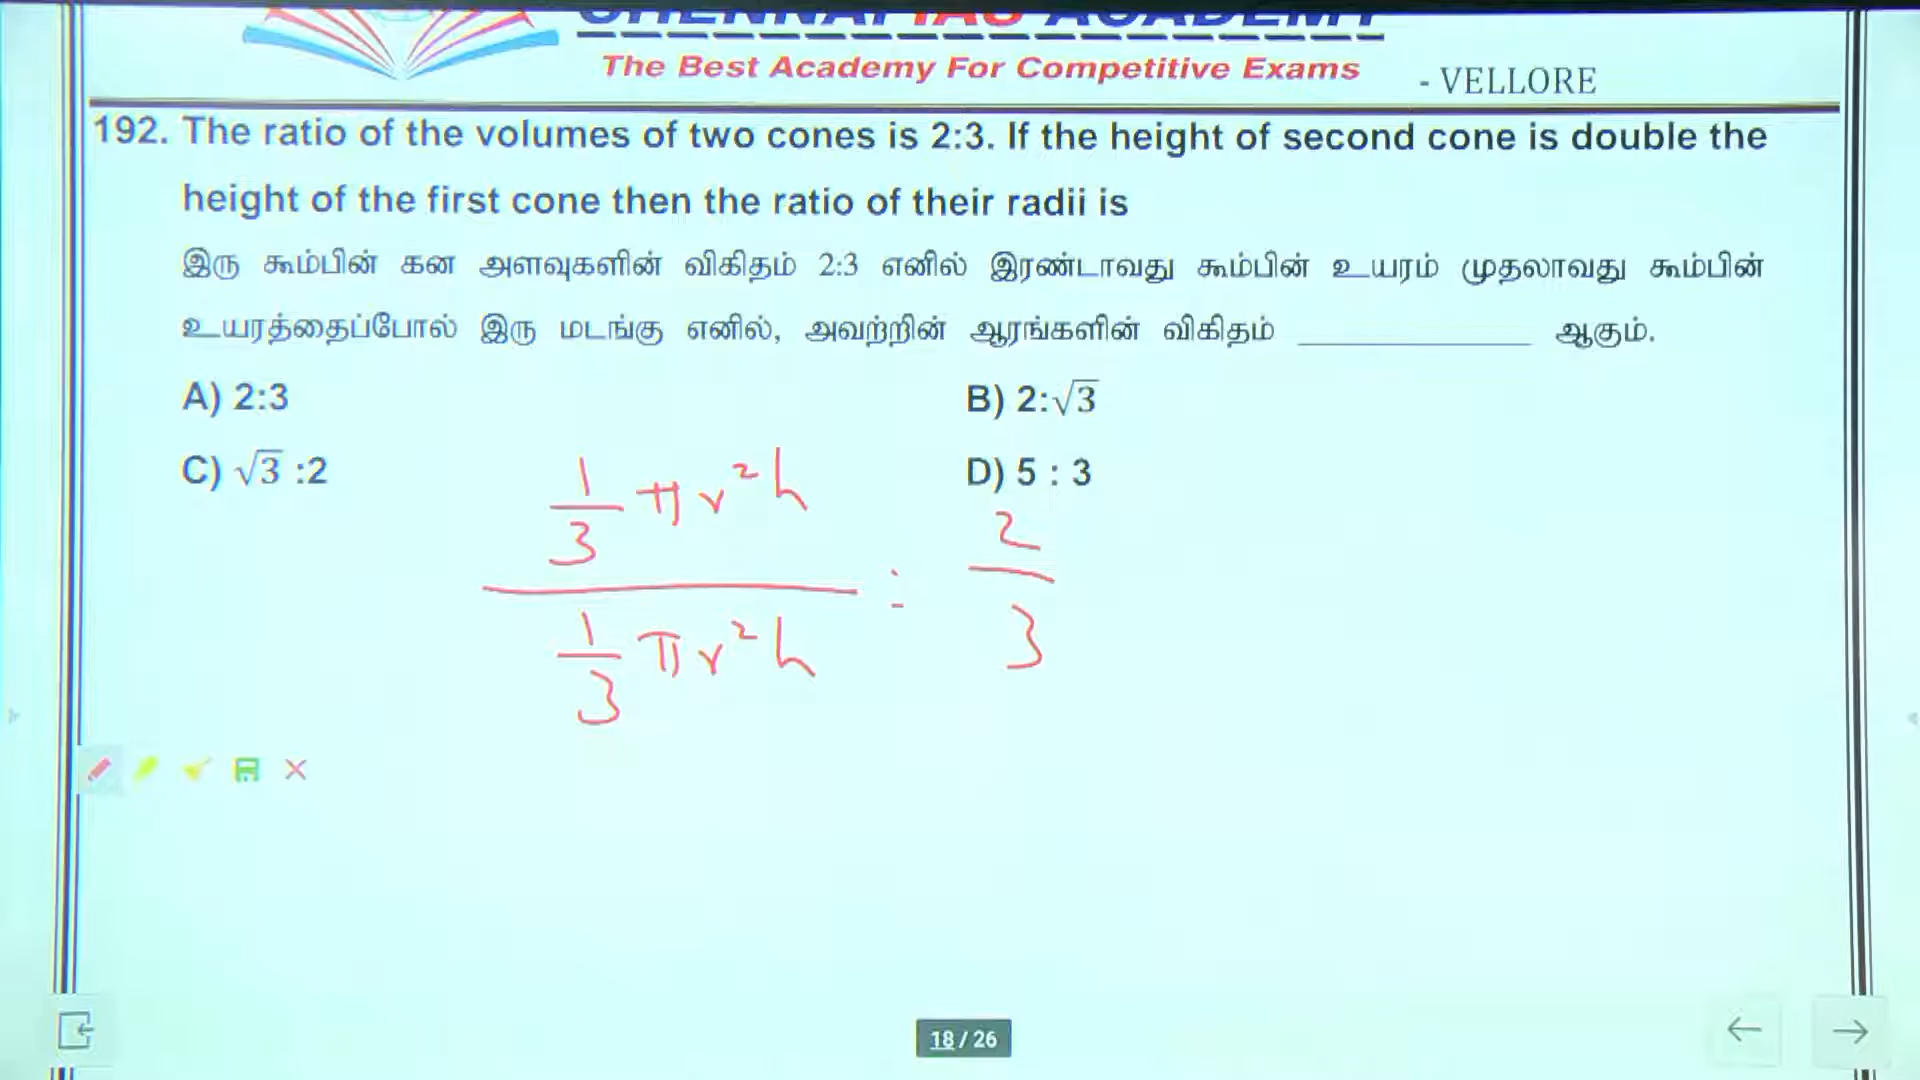 CHENNAI IAS ACADEMY
The Best Academy For Competitive Exams
- VELLORE
192. The ratio of the volumes of two cones is 2:3. If the height of second cone is double the
height of the first cone then the ratio of their radii is
இரு கூம்பின் கன அளவுகளின் விகிதம் 2:3 எனில் இரண்டாவது கூம்பின் உயரம் முதலாவது கூம்பின்
உயரத்தைப்போல் இரு மடங்கு எனில், அவற்றின் ஆரங்களின் விகிதம் ____________ ஆகும்.
A) 2:3 B) 2:√3
C) √3 :2 D) 5 : 3
1/3 πr²h 2
= —
1/3 πr²h 3
18 / 26